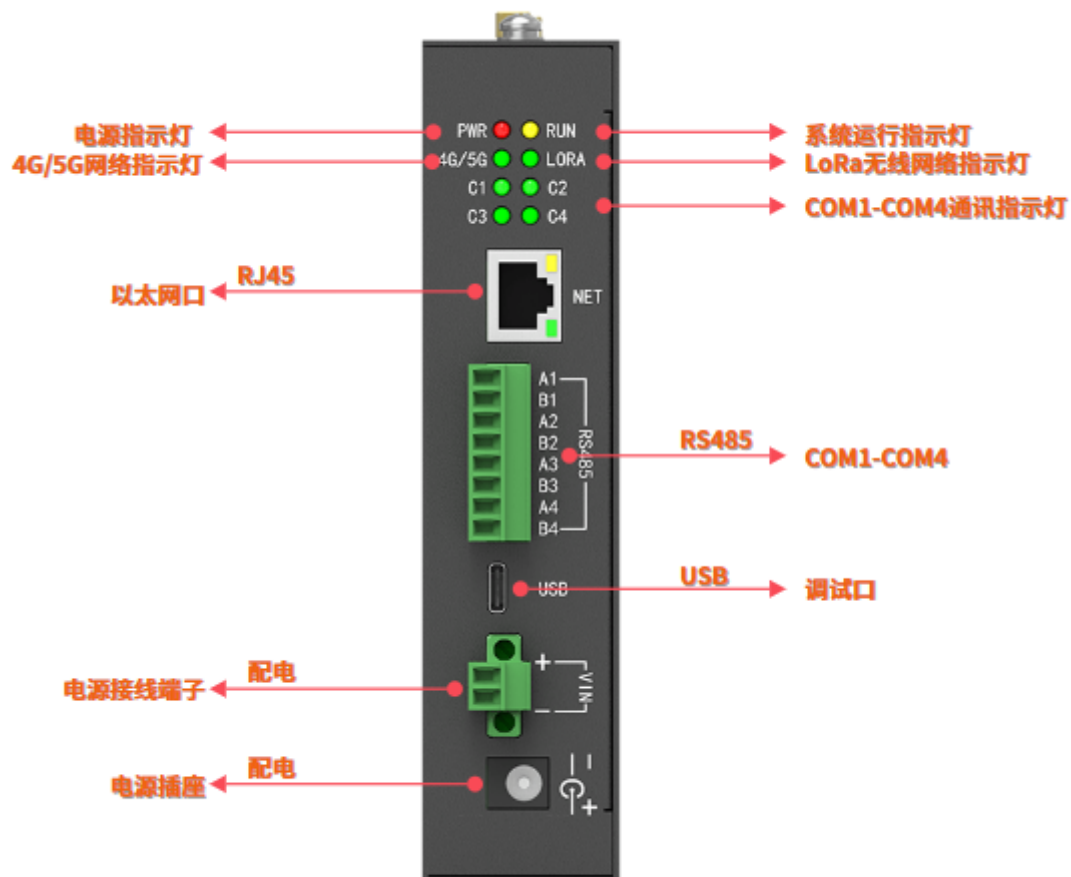 电源指示灯 PWR RUN 系统运行指示灯
4G/5G网络指示灯 4G/5G LORA LoRa无线网络指示灯
C1 C2
C3 C4 COM1-COM4通讯指示灯
以太网口 RJ45 NET
A1
B1
A2
B2
A3
B3
A4
B4
RS485
RS485 COM1-COM4
USB USB 调试口
电源接线端子 配电 + VIN −
电源插座 配电 − +